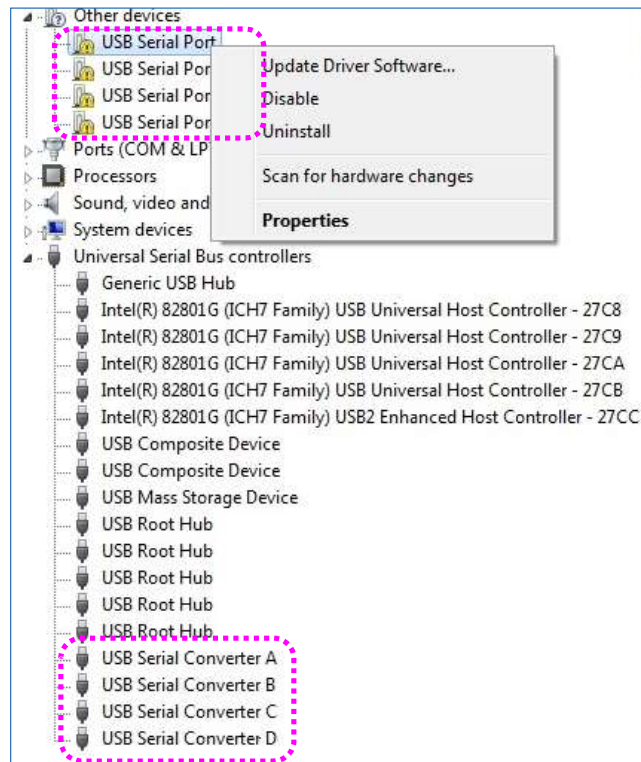 Other devices
USB Serial Port
USB Serial Por
USB Serial Por
USB Serial Por
Update Driver Software...
Disable
Uninstall
Scan for hardware changes
Properties
Ports (COM & LP
Processors
Sound, video and
System devices
Universal Serial Bus controllers
Generic USB Hub
Intel(R) 82801G (ICH7 Family) USB Universal Host Controller - 27C8
Intel(R) 82801G (ICH7 Family) USB Universal Host Controller - 27C9
Intel(R) 82801G (ICH7 Family) USB Universal Host Controller - 27CA
Intel(R) 82801G (ICH7 Family) USB Universal Host Controller - 27CB
Intel(R) 82801G (ICH7 Family) USB2 Enhanced Host Controller - 27CC
USB Composite Device
USB Composite Device
USB Mass Storage Device
USB Root Hub
USB Root Hub
USB Root Hub
USB Root Hub
USB Root Hub
USB Serial Converter A
USB Serial Converter B
USB Serial Converter C
USB Serial Converter D